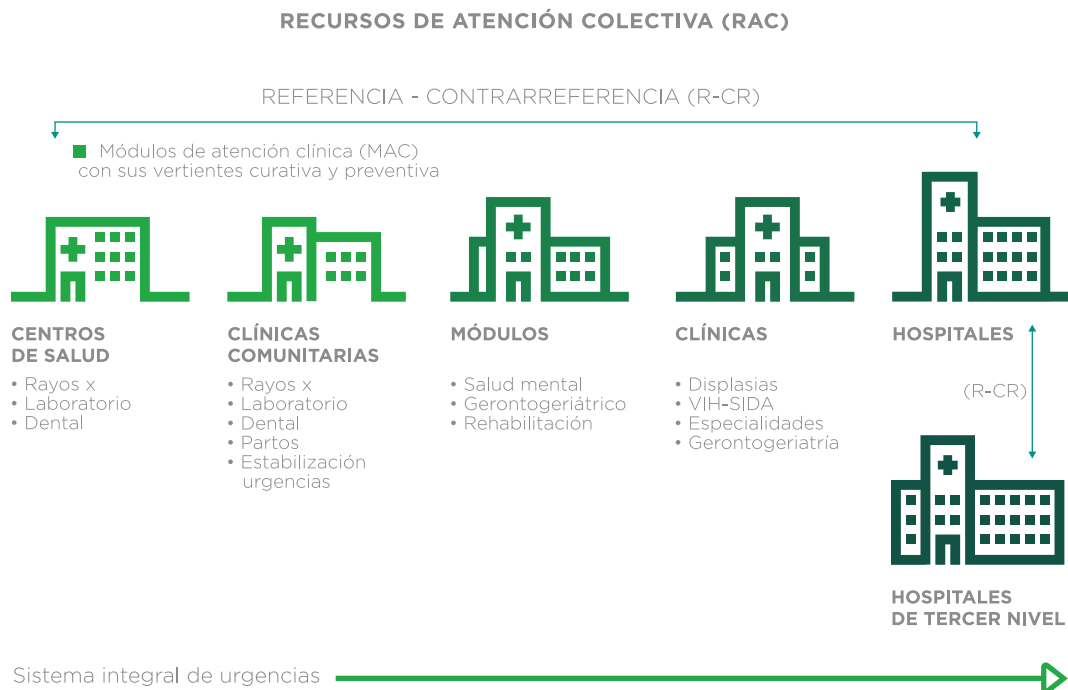 RECURSOS DE ATENCIÓN COLECTIVA (RAC)
REFERENCIA - CONTRARREFERENCIA (R-CR)
Módulos de atención clínica (MAC)
con sus vertientes curativa y preventiva
CENTROS
DE SALUD
• Rayos x
• Laboratorio
• Dental
CLÍNICAS
COMUNITARIAS
• Rayos x
• Laboratorio
• Dental
• Partos
• Estabilización
urgencias
MÓDULOS
• Salud mental
• Gerontogeriátrico
• Rehabilitación
CLÍNICAS
• Displasias
• VIH-SIDA
• Especialidades
• Gerontogeriatría
HOSPITALES
(R-CR)
HOSPITALES
DE TERCER NIVEL
Sistema integral de urgencias